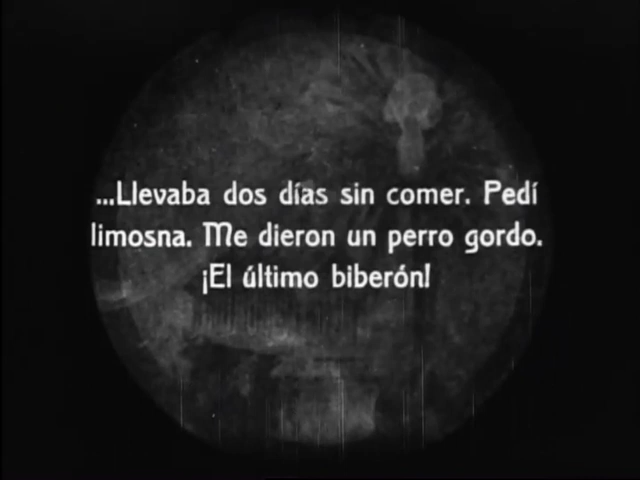 ...Llevaba dos días sin comer. Pedí
limosna. Me dieron un perro gordo.
¡El último biberón!